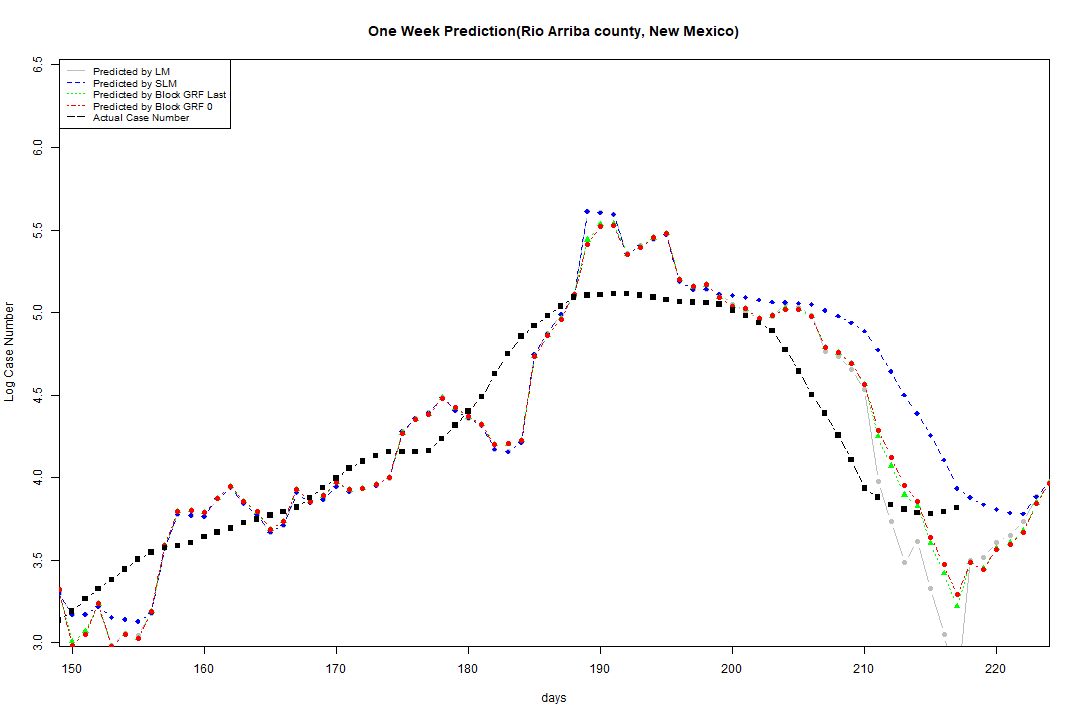 One Week Prediction(Rio Arriba county, New Mexico)
Predicted by LM
Predicted by SLM
Predicted by Block GRF Last
Predicted by Block GRF 0
Actual Case Number
6.5
6.0
5.5
5.0
4.5
4.0
3.5
3.0
Log Case Number
150 160 170 180 190 200 210 220
days